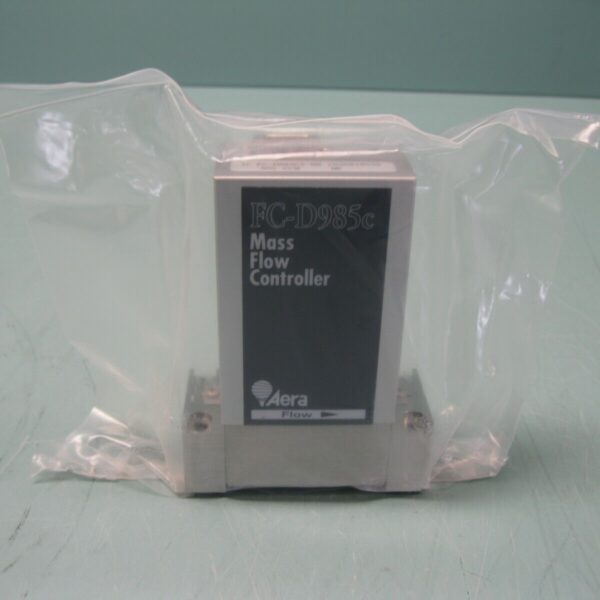 FC-D985c
Mass
Flow
Controller
Aera
Flow